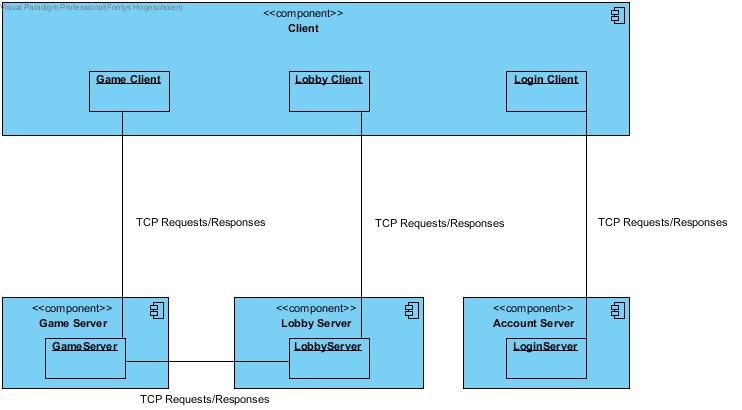 Visual Paradigm Professional(Fontys Hogescholen)
<<component>>
Client
Game Client
Lobby Client
Login Client
TCP Requests/Responses
TCP Requests/Responses
TCP Requests/Responses
<<component>>
Game Server
GameServer
<<component>>
Lobby Server
LobbyServer
<<component>>
Account Server
LoginServer
TCP Requests/Responses